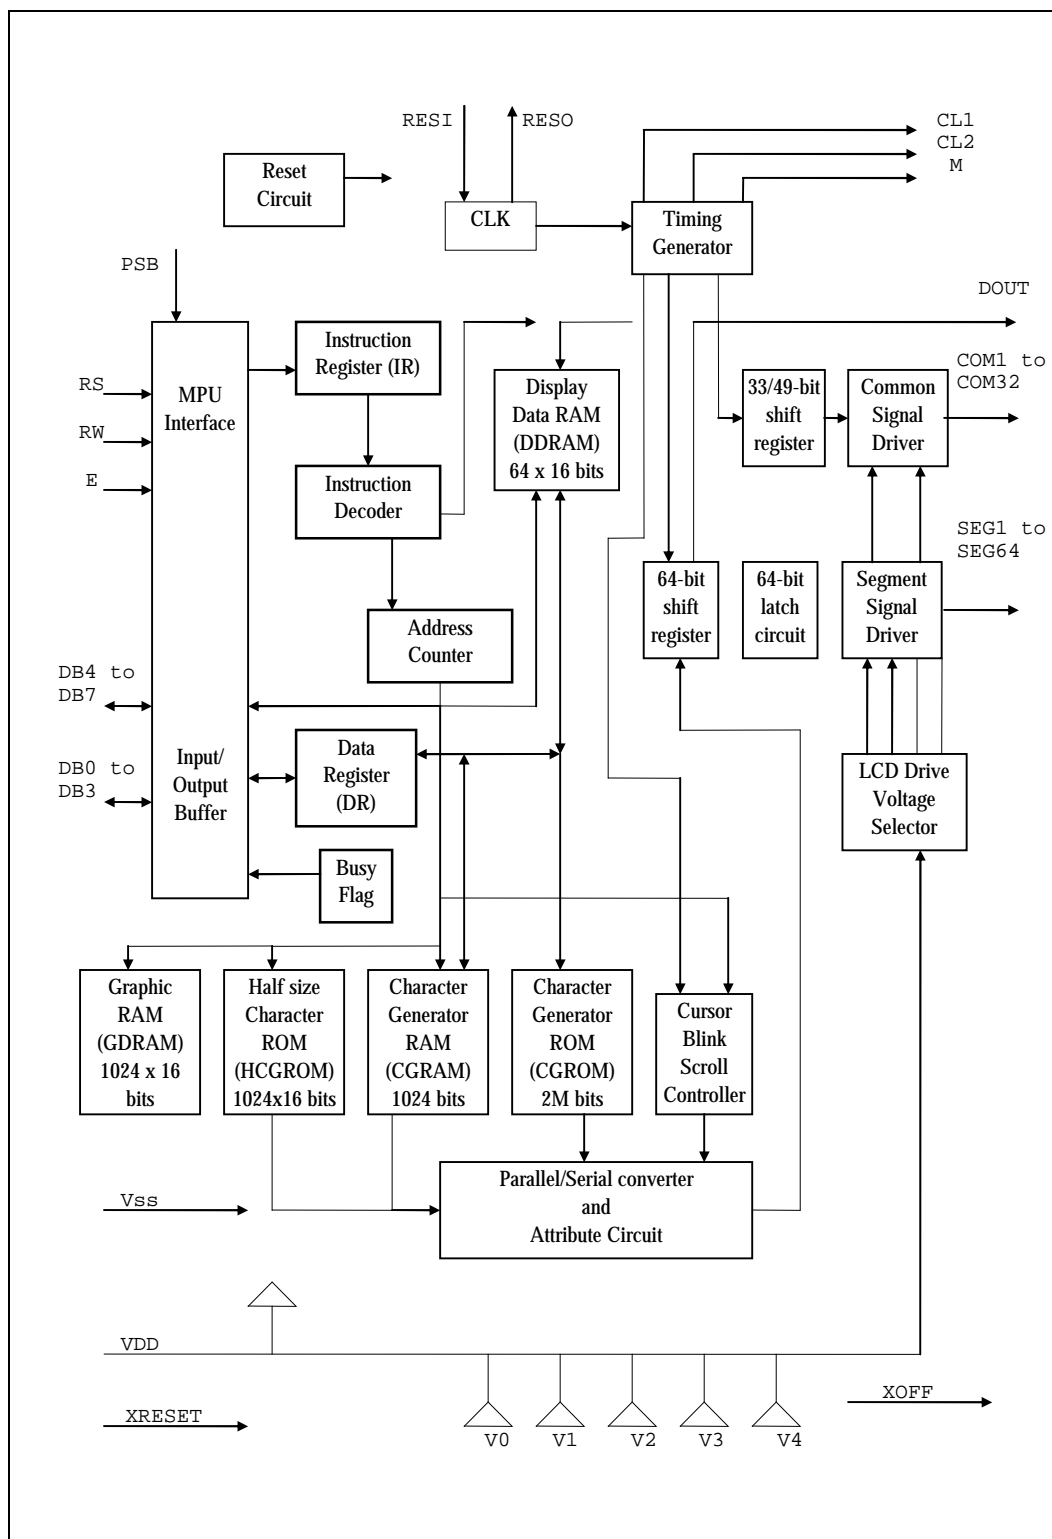 RESI
RESO
CL1
CL2
M
Reset
Circuit
CLK
Timing
Generator
PSB
DOUT
Instruction
Register (IR)
RS
MPU
Interface
Display
Data RAM
(DDRAM)
64 x 16 bits
33/49-bit
shift
register
Common
Signal
Driver
COM1 to
COM32
RW
E
Instruction
Decoder
SEG1 to
SEG64
64-bit
shift
register
64-bit
latch
circuit
Segment
Signal
Driver
Address
Counter
DB4 to
DB7
Input/
Output
Buffer
Data
Register
(DR)
DB0 to
DB3
LCD Drive
Voltage
Selector
Busy
Flag
Graphic
RAM
(GDRAM)
1024 x 16
bits
Half size
Character
ROM
(HCGROM)
1024x16 bits
Character
Generator
RAM
(CGRAM)
1024 bits
Character
Generator
ROM
(CGROM)
2M bits
Cursor
Blink
Scroll
Controller
Parallel/Serial converter
and
Attribute Circuit
Vss
VDD
XRESET
XOFF
V0
V1
V2
V3
V4